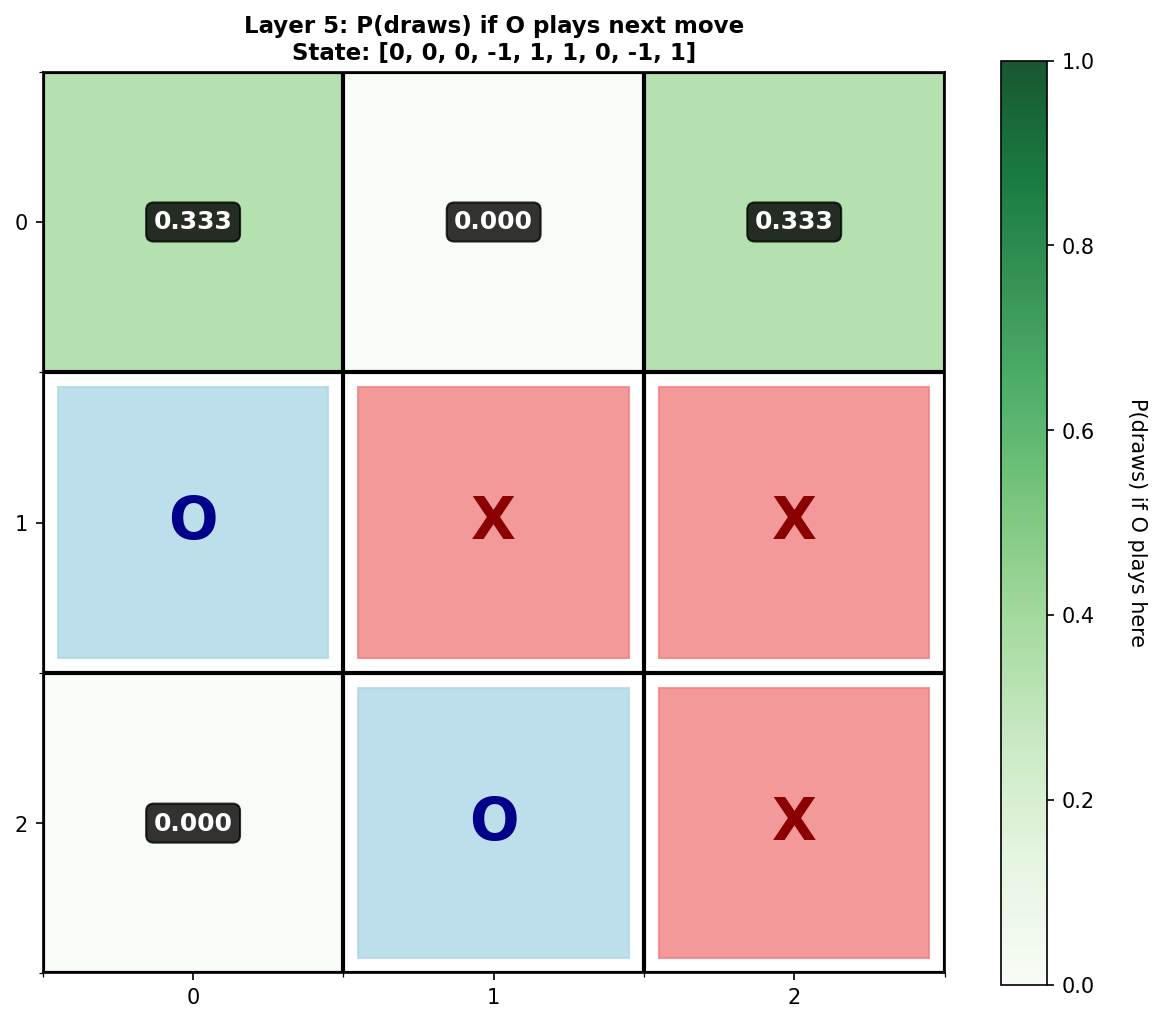 Layer 5: P(draws) if O plays next move
State: [0, 0, 0, -1, 1, 1, 0, -1, 1]
0.333
0.000
0.333
O
X
X
0.000
O
X
0
1
2
0
1
2
1.0
0.8
0.6
0.4
0.2
0.0
P(draws) if O plays here